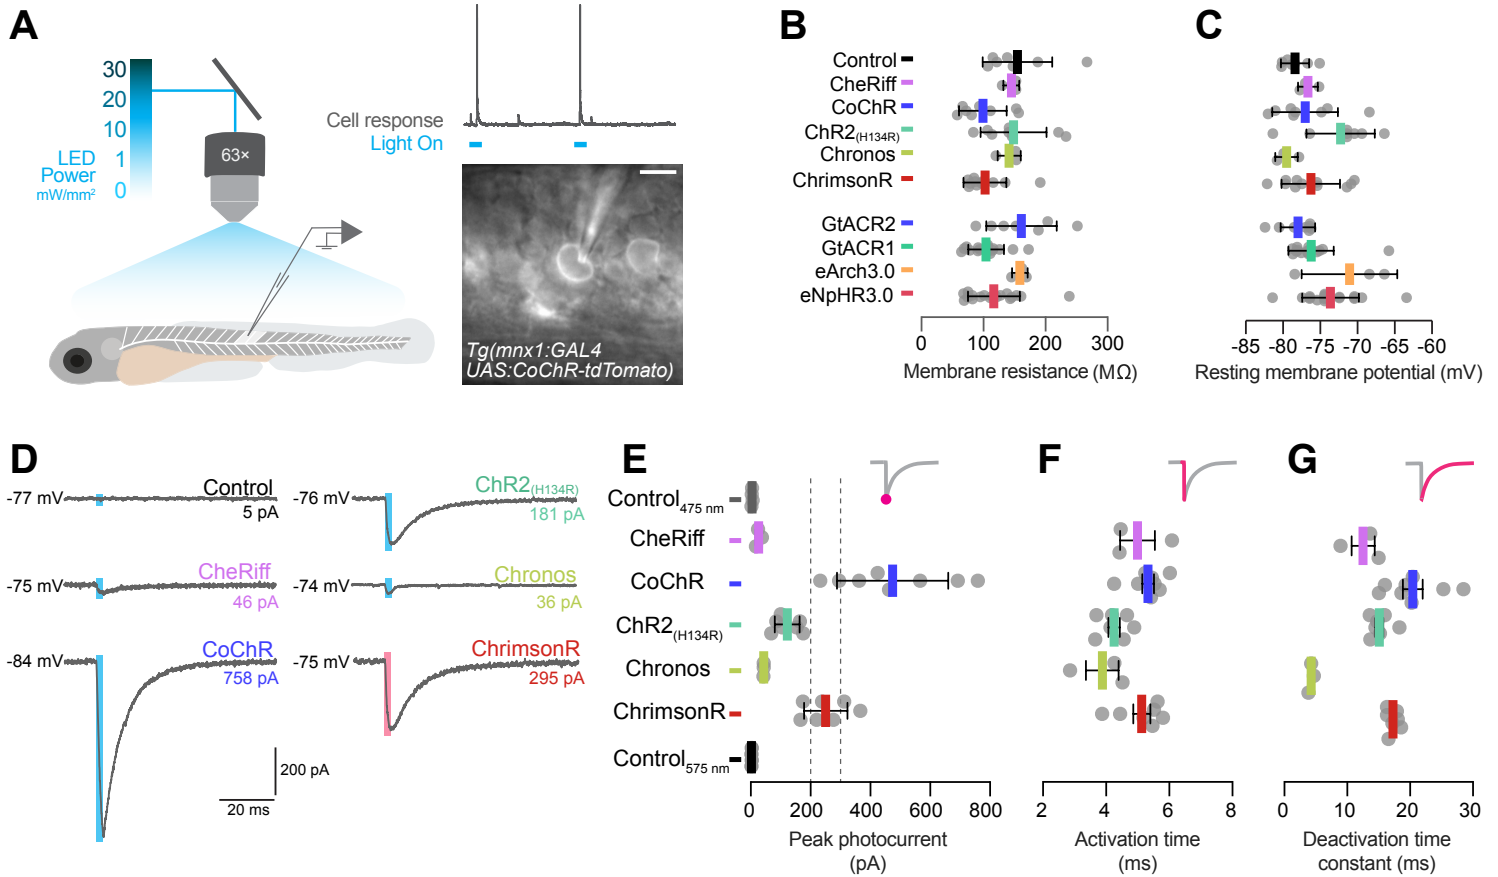 A
30
20
10
1
0
LED
Power
mW/mm²
63×
Cell response
Light On
Tg(mnx1:GAL4
UAS:CoChR-tdTomato)
B
Control
CheRiff
CoChR
ChR2(H134R)
Chronos
ChrimsonR
GtACR2
GtACR1
eArch3.0
eNpHR3.0
0 100 200 300
Membrane resistance (MΩ)
C
-85 -80 -75 -70 -65 -60
Resting membrane potential (mV)
D
-77 mV
Control
5 pA
-76 mV
ChR2(H134R)
181 pA
-75 mV
CheRiff
46 pA
-74 mV
Chronos
36 pA
-84 mV
CoChR
758 pA
-75 mV
ChrimsonR
295 pA
200 pA
20 ms
E
Control475 nm
CheRiff
CoChR
ChR2(H134R)
Chronos
ChrimsonR
Control575 nm
0 200 400 600 800
Peak photocurrent
(pA)
F
2 4 6 8
Activation time
(ms)
G
0 10 20 30
Deactivation time
constant (ms)